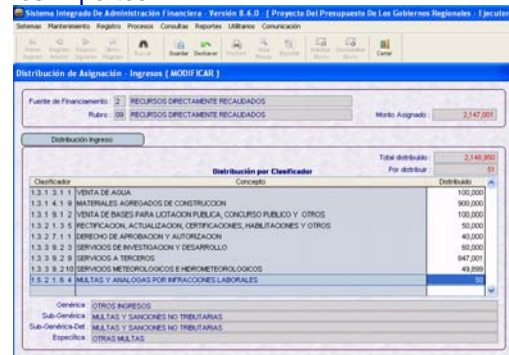 Sistema Integrado De Administración Financiera - Versión 8.6.0 - [ Proyecto Del Presupuesto De Los Gobiernos Regionales - Ejecutor
Sistemas Mantenimiento Registro Procesos Consultas Reportes Utilitarios Comunicación
Guardar Deshacer Cerrar
Distribución de Asignación - Ingresos ( MODIFICAR )
Fuente de Financiamiento : 2 RECURSOS DIRECTAMENTE RECAUDADOS
Rubro : 09 RECURSOS DIRECTAMENTE RECAUDADOS Monto Asignado : 2,147,001
Distribución Ingreso
Total distribuido : 2,146,950
Distribución por Clasificador Por distribuir : 51
Clasificador Concepto Distribuido
1.3.1 3.1 1 VENTA DE AGUA 100,000
1.3.1 4.1 9 MATERIALES AGREGADOS DE CONSTRUCCION 900,000
1.3.1 9.1 2 VENTA DE BASES PARA LICITACION PUBLICA, CONCURSO PUBLICO Y OTROS 100,000
1.3.2 1.3 5 RECTIFICACION, ACTUALIZACION, CERTIFICACIONES, HABILITACIONES Y OTROS 50,000
1.3.2 7.1 1 DERECHO DE APROBACION Y AUTORIZACION 40,000
1.3.3 9.2 3 SERVICIOS DE INVESTIGACION Y DESARROLLO 60,000
1.3.3 9.2 9 SERVICIOS A TERCEROS 847,001
1.3.3 9.2 10 SERVICIOS METEOROLOGICOS E HIDROMETEOROLOGICOS 49,899
1.5.2 1.6 4 MULTAS Y ANALOGAS POR INFRACCIONES LABORALES 50
Genérica : OTROS INGRESOS
Sub-Genérica : MULTAS Y SANCIONES NO TRIBUTARIAS
Sub-Genérica-Det : MULTAS Y SANCIONES NO TRIBUTARIAS
Específica : OTRAS MULTAS